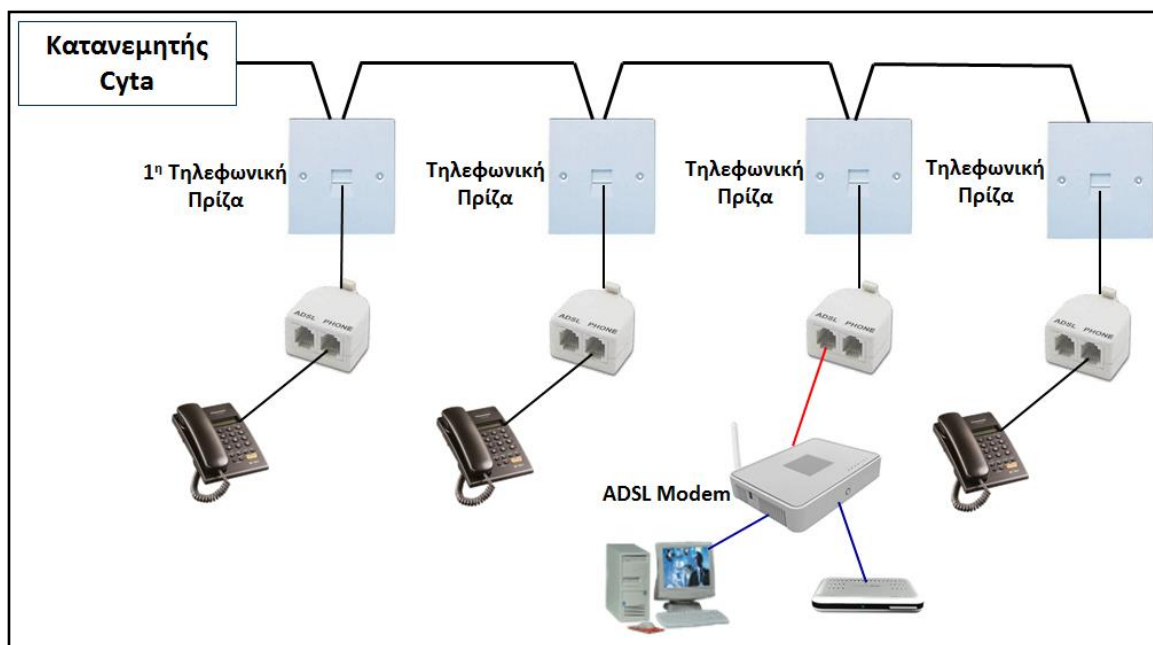 Κατανεμητής
Cyta
1η Τηλεφωνική
Πρίζα
Τηλεφωνική
Πρίζα
Τηλεφωνική
Πρίζα
Τηλεφωνική
Πρίζα
ADSL PHONE
ADSL PHONE
ADSL PHONE
ADSL PHONE
ADSL Modem